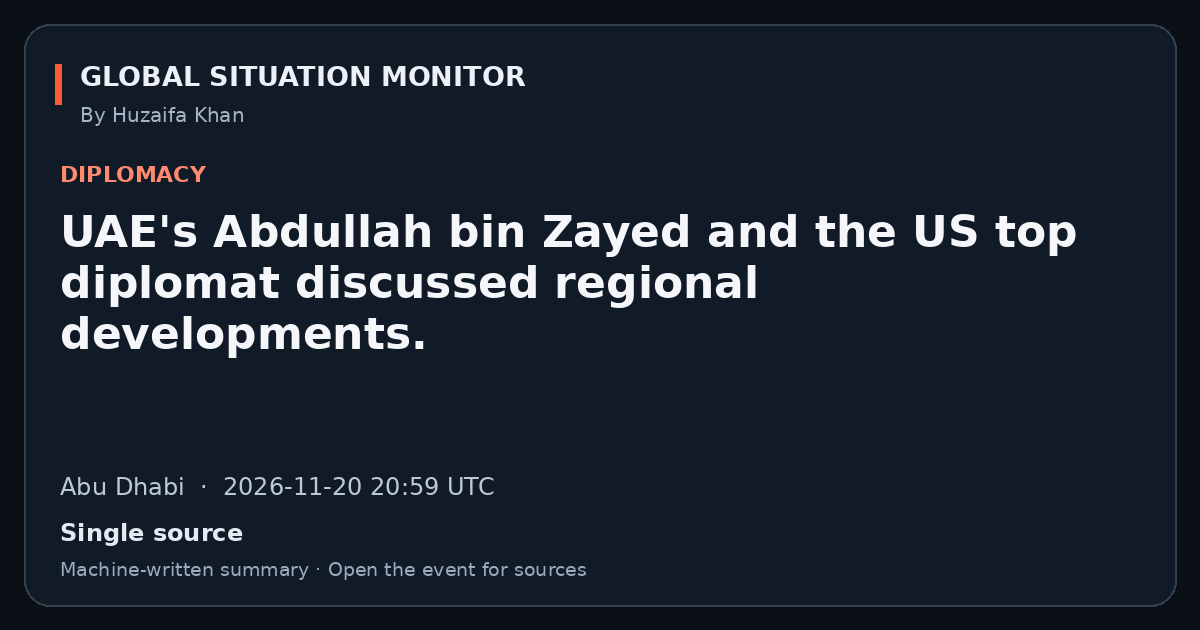 GLOBAL SITUATION MONITOR
By Huzaifa Khan
DIPLOMACY
UAE's Abdullah bin Zayed and the US top
diplomat discussed regional
developments.
Abu Dhabi · 2026-11-20 20:59 UTC
Single source
Machine-written summary · Open the event for sources